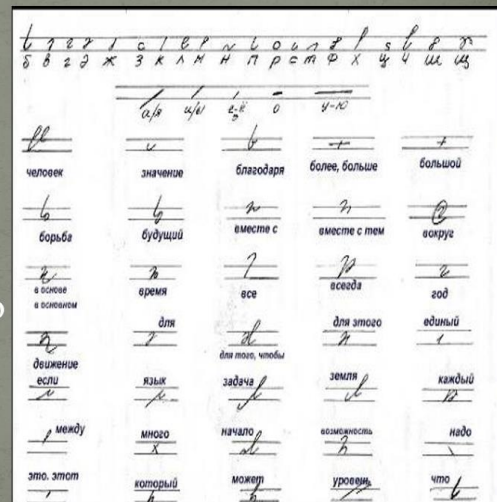 б в г д ж з к л м н п р с т ф х ц ч ш щ
а/я и/ы е-ё э о у-ю
человек значение благодаря более, больше большой
борьба будущий вместе с вместе с тем вокруг
в основе в основном время все всегда год
движение для для того, чтобы для этого единый
если язык задача земля каждый
между много начало возможность надо
это. этот который может уровень что